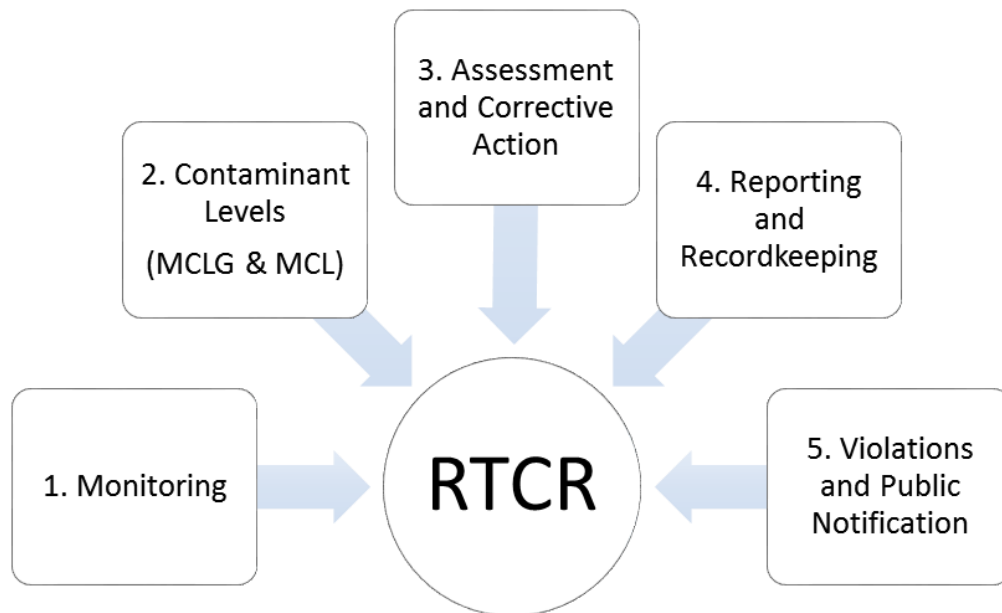 1. Monitoring
2. Contaminant
Levels
(MCLG & MCL)
3. Assessment
and Corrective
Action
4. Reporting
and
Recordkeeping
5. Violations
and Public
Notification
RTCR